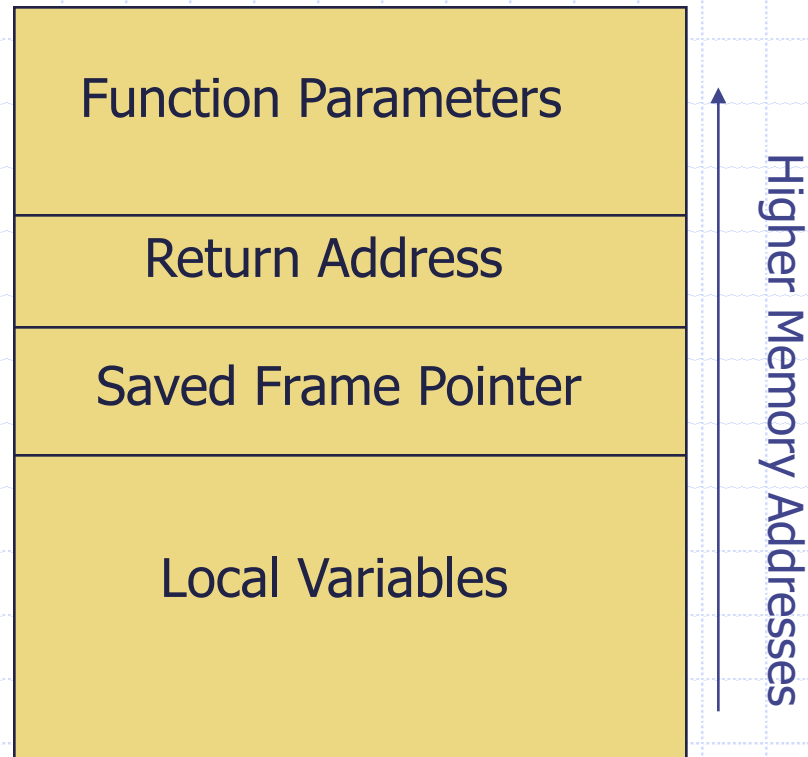 Function Parameters
Return Address
Saved Frame Pointer
Local Variables
Higher Memory Addresses